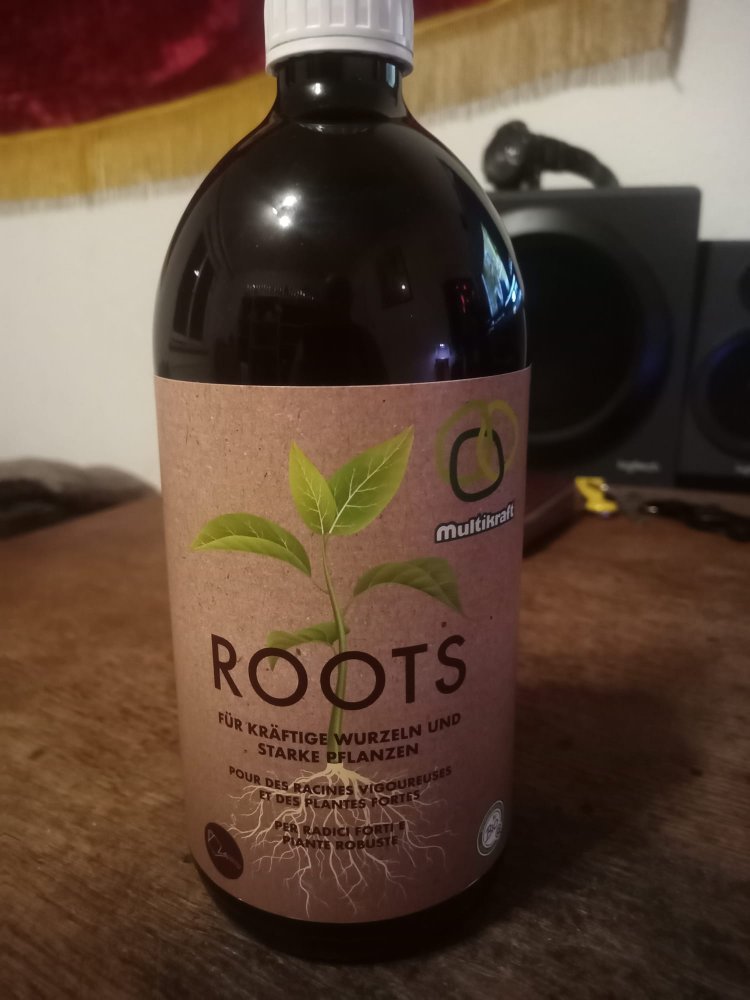 multikraft
ROOTS
FÜR KRÄFTIGE WURZELN UND
STARKE PFLANZEN
POUR DES RACINES VIGOUREUSES
ET DES PLANTES FORTES
PER RADICI FORTI E
PIANTE ROBUSTE
logitech